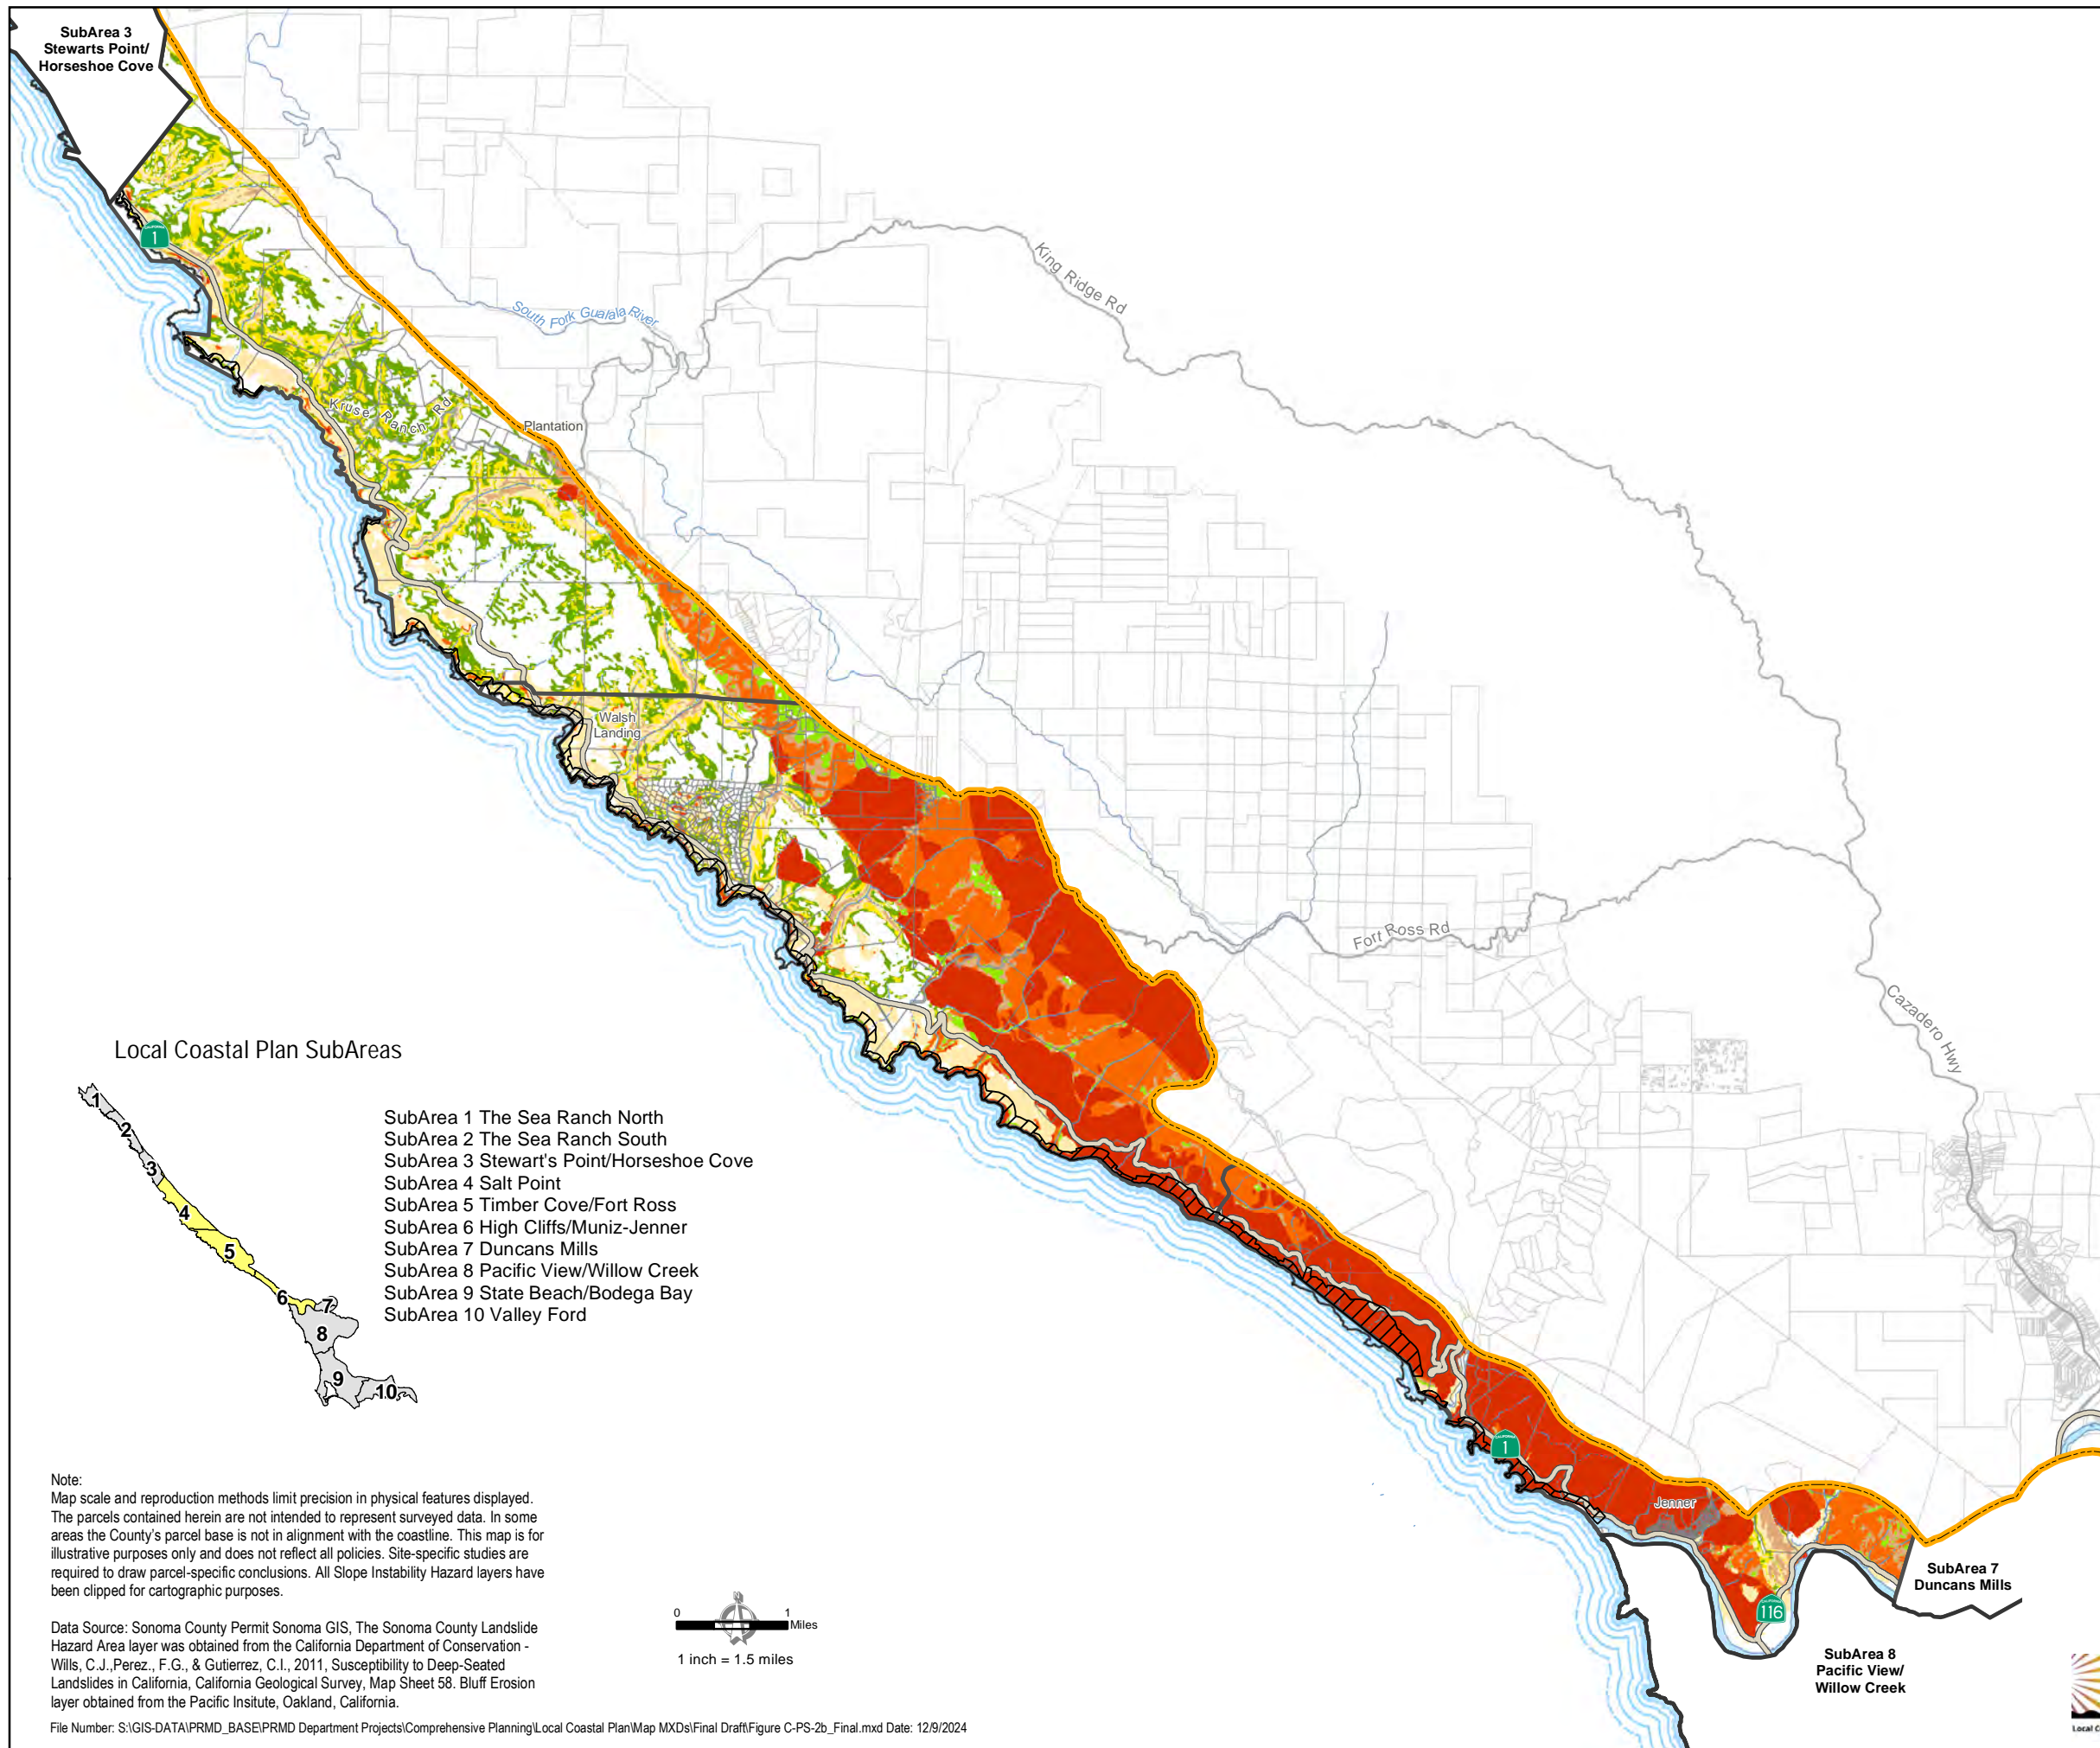 SubArea 3
Stewarts Point/
Horseshoe Cove
1
King Ridge Rd
South Fork Gualala River
Kruse Ranch Rd
Plantation
Walsh
Landing
Fort Ross Rd
Cazadero Hwy
Local Coastal Plan SubAreas
1
2
3
4
5
6
7
8
9
10
SubArea 1 The Sea Ranch North
SubArea 2 The Sea Ranch South
SubArea 3 Stewart's Point/Horseshoe Cove
SubArea 4 Salt Point
SubArea 5 Timber Cove/Fort Ross
SubArea 6 High Cliffs/Muniz-Jenner
SubArea 7 Duncans Mills
SubArea 8 Pacific View/Willow Creek
SubArea 9 State Beach/Bodega Bay
SubArea 10 Valley Ford
CALIFORNIA
1
Jenner
SubArea 7
Duncans Mills
116
SubArea 8
Pacific View/
Willow Creek
Note:
Map scale and reproduction methods limit precision in physical features displayed.
The parcels contained herein are not intended to represent surveyed data. In some
areas the County's parcel base is not in alignment with the coastline. This map is for
illustrative purposes only and does not reflect all policies. Site-specific studies are
required to draw parcel-specific conclusions. All Slope Instability Hazard layers have
been clipped for cartographic purposes.
Data Source: Sonoma County Permit Sonoma GIS, The Sonoma County Landslide
Hazard Area layer was obtained from the California Department of Conservation -
Wills, C.J.,Perez., F.G., & Gutierrez, C.I., 2011, Susceptibility to Deep-Seated
Landslides in California, California Geological Survey, Map Sheet 58. Bluff Erosion
layer obtained from the Pacific Insitute, Oakland, California.
0 1
Miles
1 inch = 1.5 miles
File Number: S:\GIS-DATA\PRMD_BASE\PRMD Department Projects\Comprehensive Planning\Local Coastal Plan\Map MXDs\Final Draft\Figure C-PS-2b_Final.mxd Date: 12/9/2024
Local C